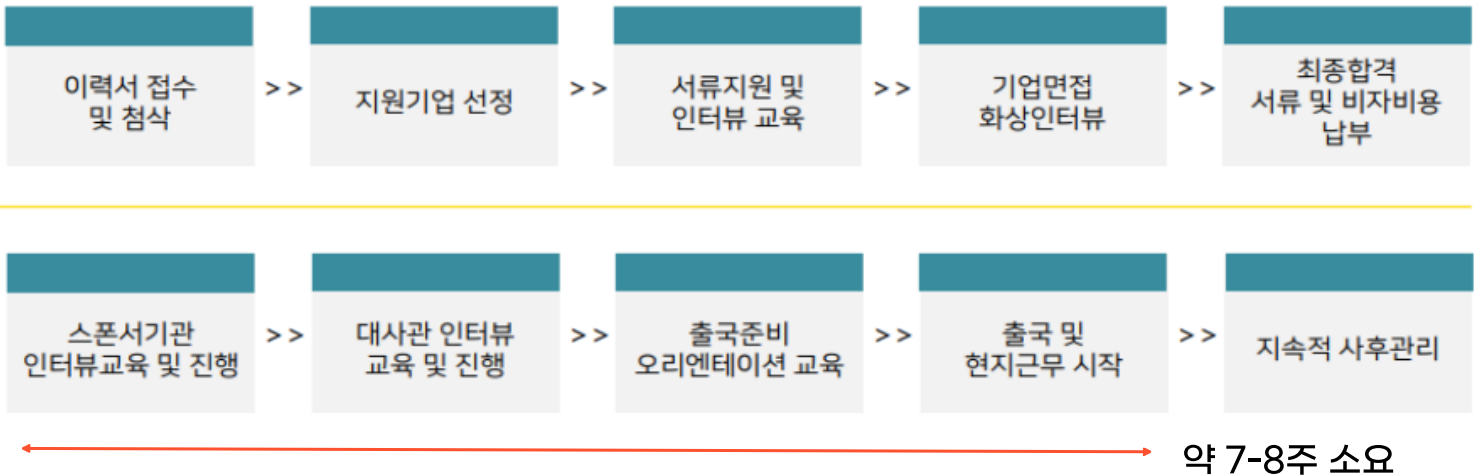 이력서 접수
및 첨삭
>>
지원기업 선정
>>
서류지원 및
인터뷰 교육
>>
기업면접
화상인터뷰
>>
최종합격
서류 및 비자비용
납부
스폰서기관
인터뷰교육 및 진행
>>
대사관 인터뷰
교육 및 진행
>>
출국준비
오리엔테이션 교육
>>
출국 및
현지근무 시작
>>
지속적 사후관리
약 7-8주 소요